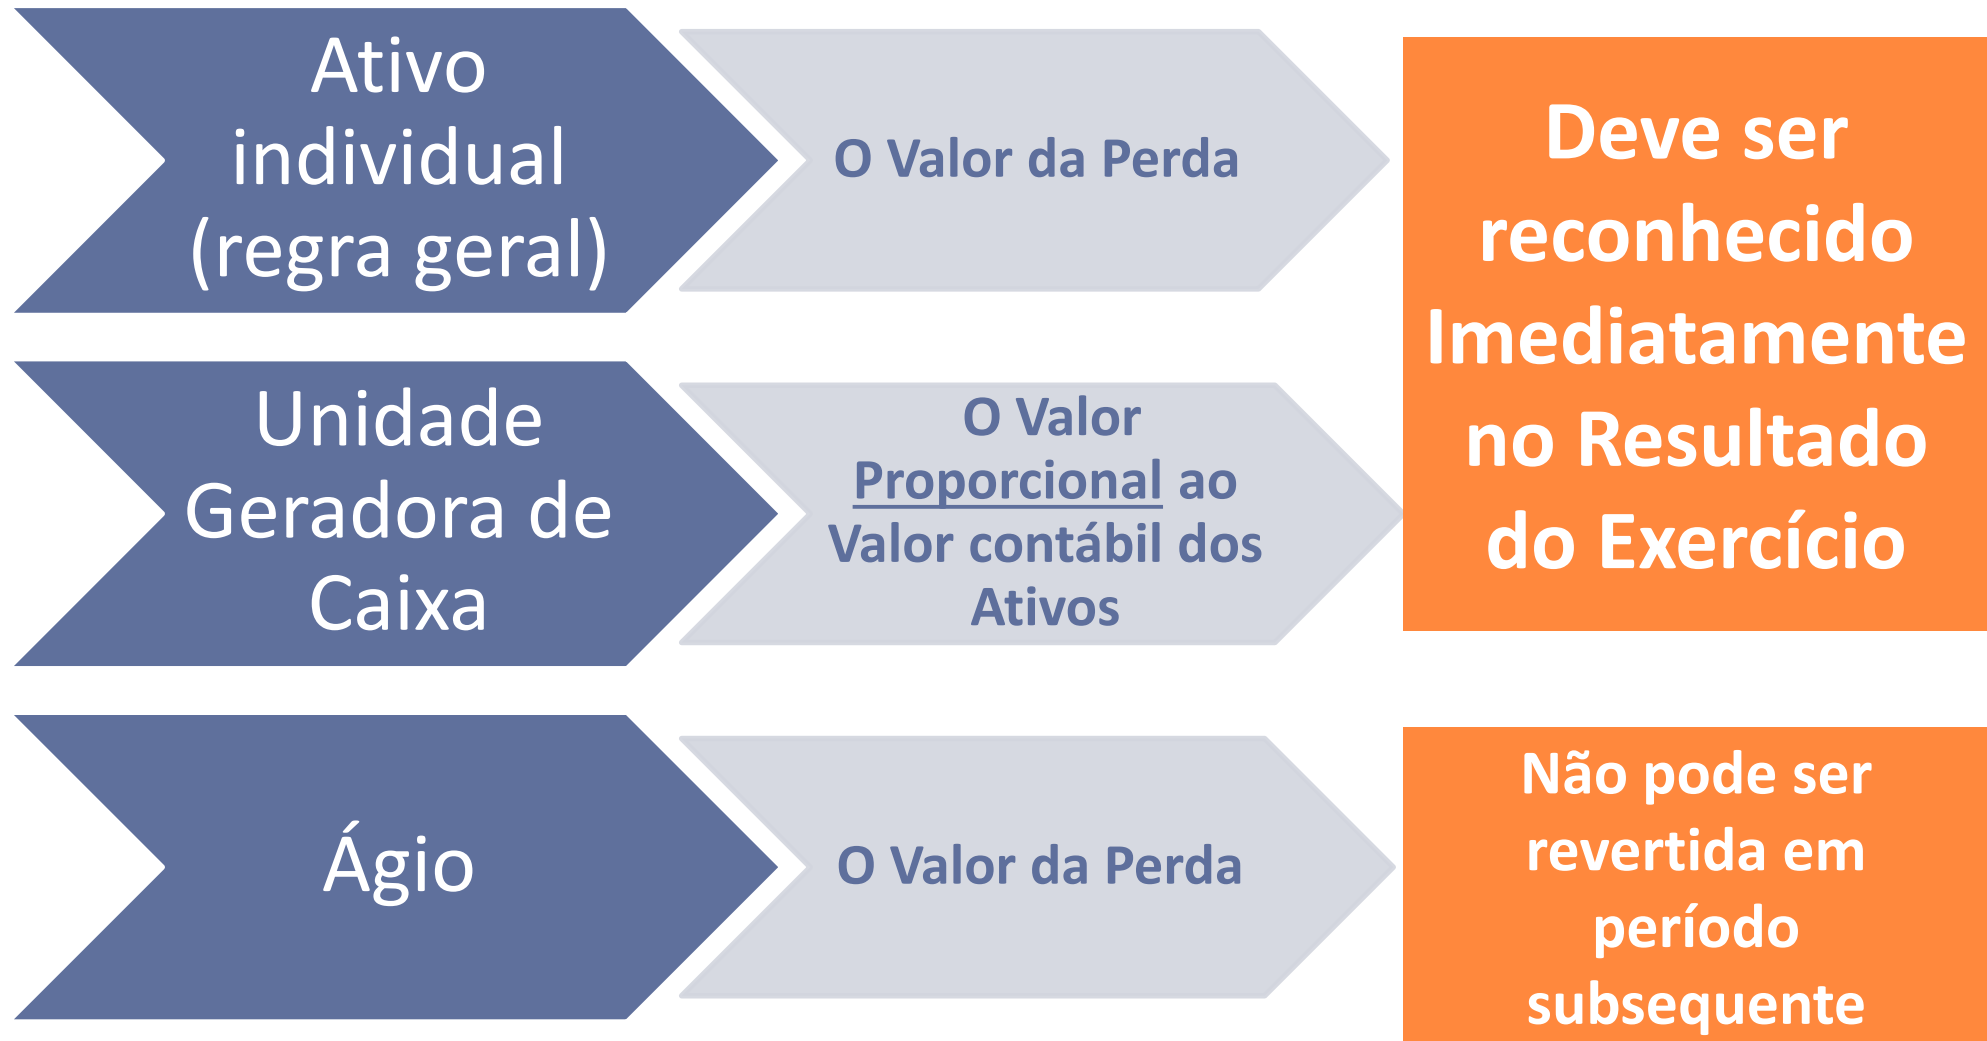 Ativo
individual
(regra geral)
O Valor da Perda
Deve ser
reconhecido
Imediatamente
no Resultado
do Exercício
Unidade
Geradora de
Caixa
O Valor
Proporcional ao
Valor contábil dos
Ativos
Ágio
O Valor da Perda
Não pode ser
revertida em
período
subsequente